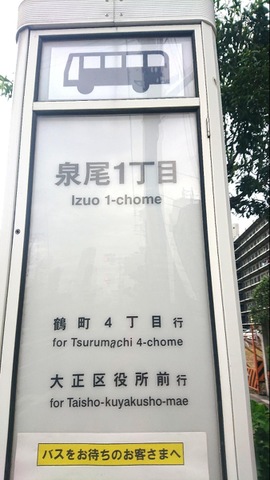 泉尾1丁目
Izuo 1-chome
鶴町4丁目行
for Tsurumachi 4-chome
大正区役所前行
for Taisho-kuyakusho-mae
バスをお待ちのお客さまへ